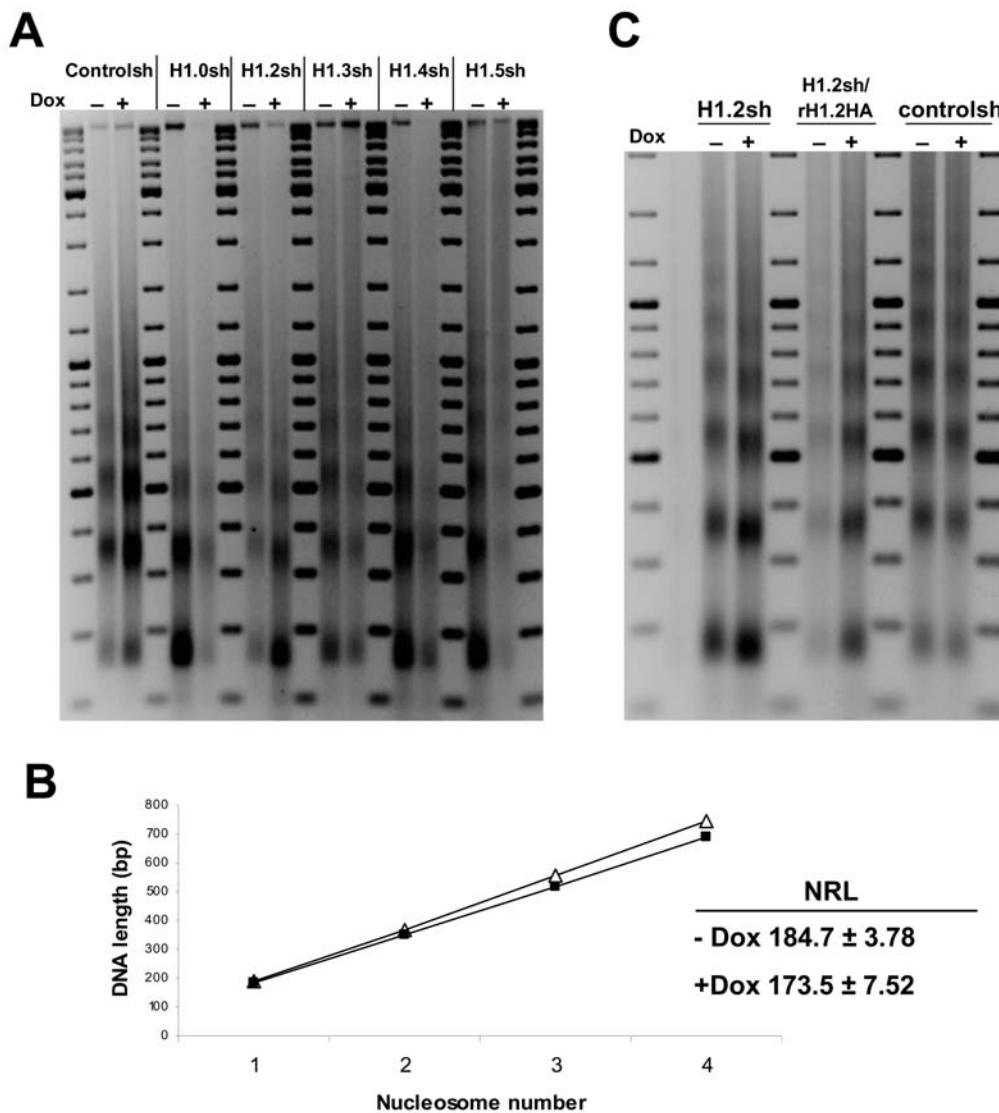 A
Controlsh H1.0sh H1.2sh H1.3sh H1.4sh H1.5sh
Dox – + – + – + – + – + – +
C
H1.2sh H1.2sh/ rH1.2HA controlsh
Dox – + – + – +
B
DNA length (bp)
800
700
600
500
400
300
200
100
0
1 2 3 4
Nucleosome number
NRL
- Dox 184.7 ± 3.78
+Dox 173.5 ± 7.52